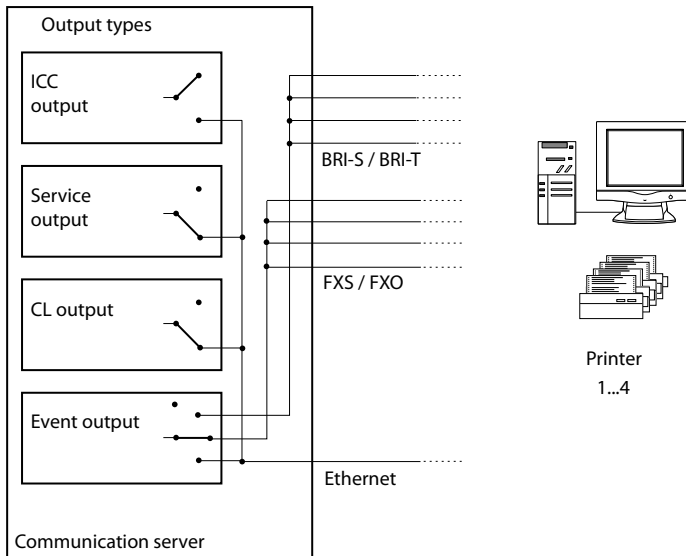 Output types
ICC
output
Service
output
CL output
Event output
Communication server
BRI-S / BRI-T
FXS / FXO
Ethernet
Printer
1...4